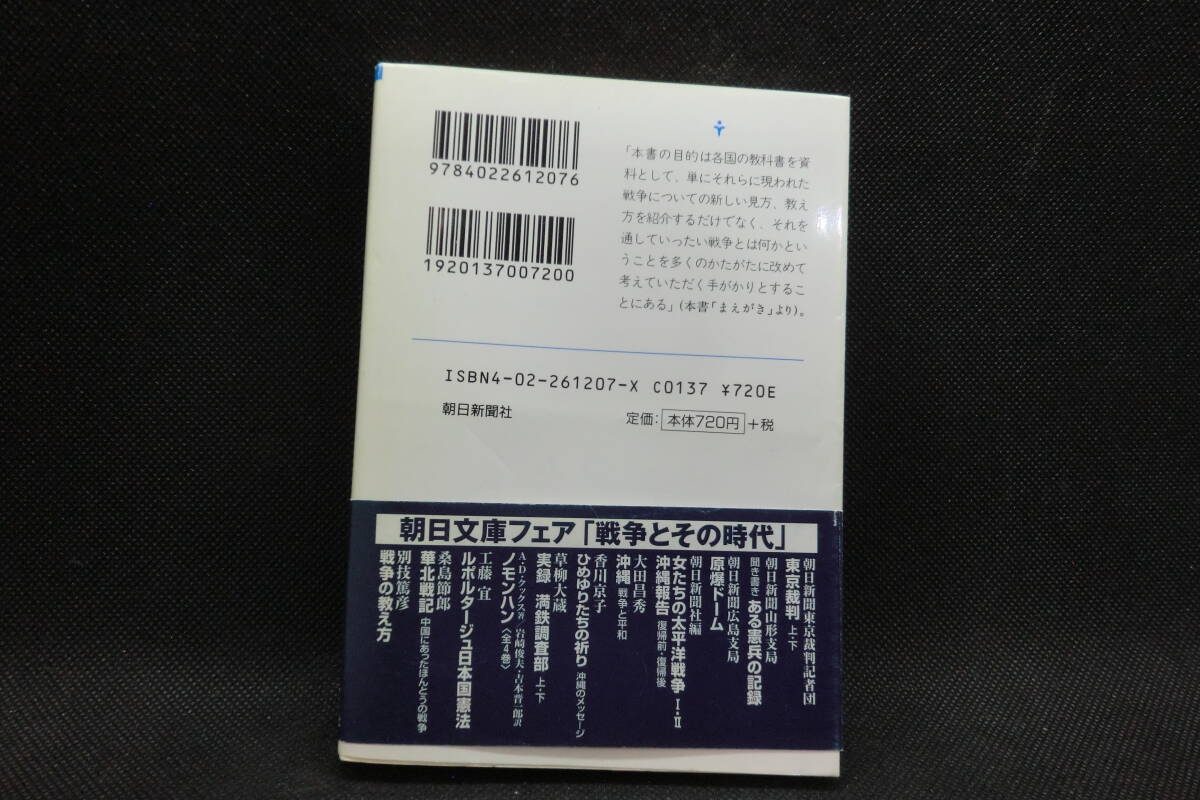 9784022612076
1920137007200
「本書の目的は各国の教科書を資
料として、単にそれらに現われた
戦争についての新しい見方、教え
方を紹介するだけでなく、それを
通していったい戦争とは何かとい
うことを多くのかたがたに改めて
考えていただく手がかりとするこ
とにある」(本書「まえがき」より)。
ISBN4-02-261207-X C0137 ¥720E
朝日新聞社
定価:本体720円+税
朝日文庫フェア「戦争とその時代」
朝日新聞東京裁判記者団
東京裁判 上・下
朝日新聞山形支局
聞き書き ある憲兵の記録
朝日新聞広島支局
原爆ドーム
朝日新聞社編
女たちの太平洋戦争 Ⅰ・Ⅱ
沖縄報告 復帰前・復帰後
大田昌秀
沖縄 戦争と平和
香川京子
ひめゆりたちの祈り 沖縄のメッセージ
草柳大蔵
実録 満鉄調査部 上・下
A・D・クックス著/岩崎俊夫・吉本晋一郎訳
ノモンハン〈全4巻〉
工藤 宜
ルポルタージュ日本国憲法
桑島節郎
華北戦記 中国にあったほんとうの戦争
別技篤彦
戦争の教え方